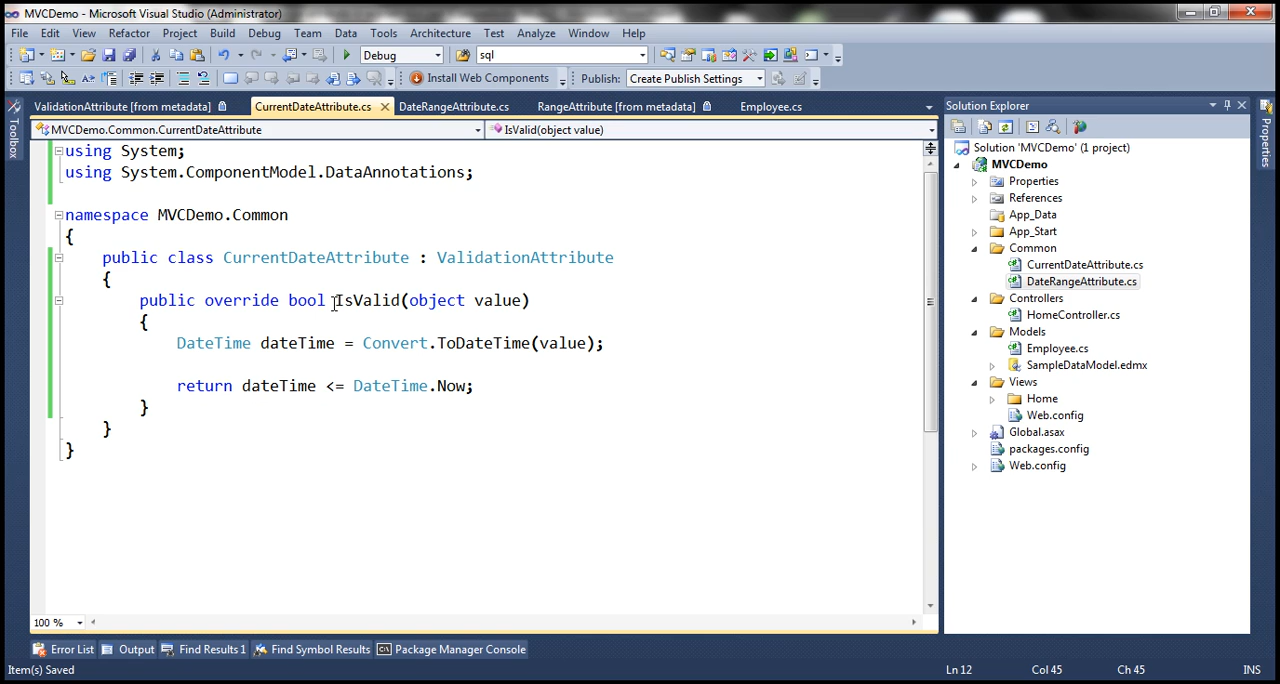 MVCDemo - Microsoft Visual Studio (Administrator)
File Edit View Refactor Project Build Debug Team Data Tools Architecture Test Analyze Window Help
Debug sql
Install Web Components Publish: Create Publish Settings
ValidationAttribute [from metadata] CurrentDateAttribute.cs DateRangeAttribute.cs RangeAttribute [from metadata] Employee.cs
MVCDemo.Common.CurrentDateAttribute IsValid(object value)
using System;
using System.ComponentModel.DataAnnotations;
namespace MVCDemo.Common
{
public class CurrentDateAttribute : ValidationAttribute
{
public override bool IsValid(object value)
{
DateTime dateTime = Convert.ToDateTime(value);
return dateTime <= DateTime.Now;
}
}
}
100 %
Toolbox
Solution Explorer
Solution 'MVCDemo' (1 project)
MVCDemo
Properties
References
App_Data
App_Start
Common
CurrentDateAttribute.cs
DateRangeAttribute.cs
Controllers
HomeController.cs
Models
Employee.cs
SampleDataModel.edmx
Views
Home
Web.config
Global.asax
packages.config
Web.config
Properties
Error List Output Find Results 1 Find Symbol Results Package Manager Console
Item(s) Saved Ln 12 Col 45 Ch 45 INS